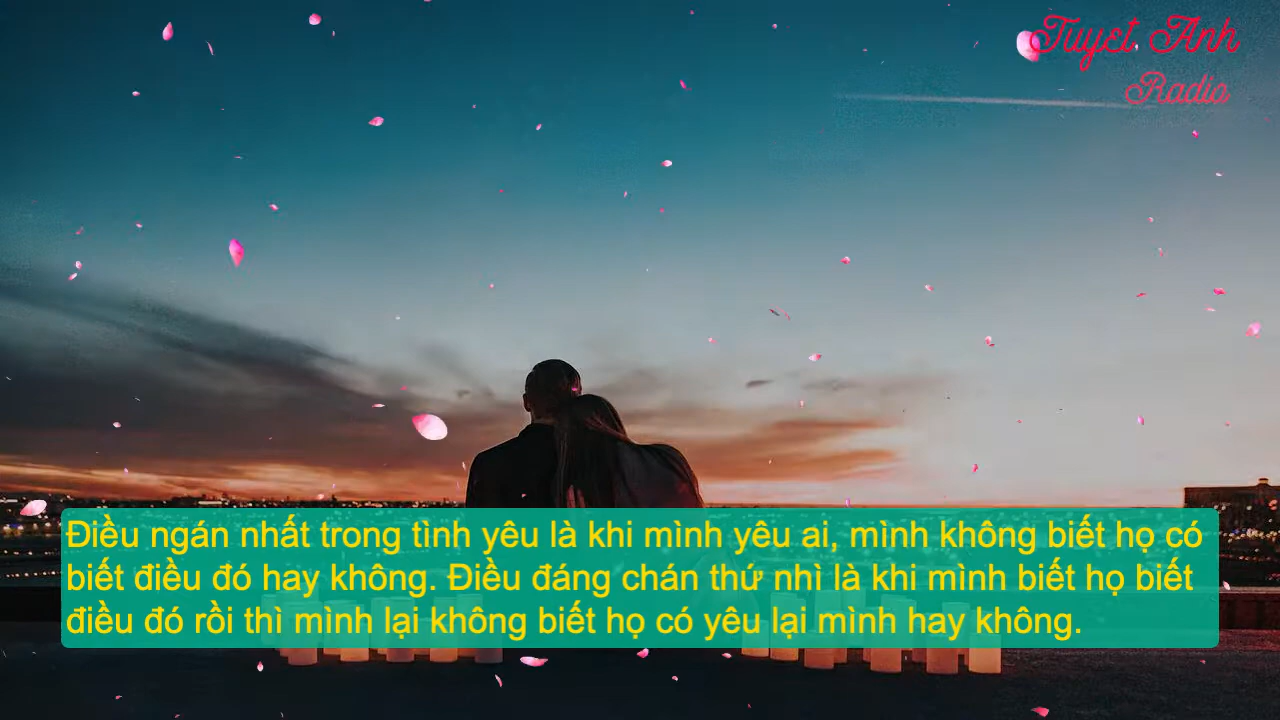 Tuyết Anh
Radio
Điều ngán nhất trong tình yêu là khi mình yêu ai, mình không biết họ có
biết điều đó hay không. Điều đáng chán thứ nhì là khi mình biết họ biết
điều đó rồi thì mình lại không biết họ có yêu lại mình hay không.